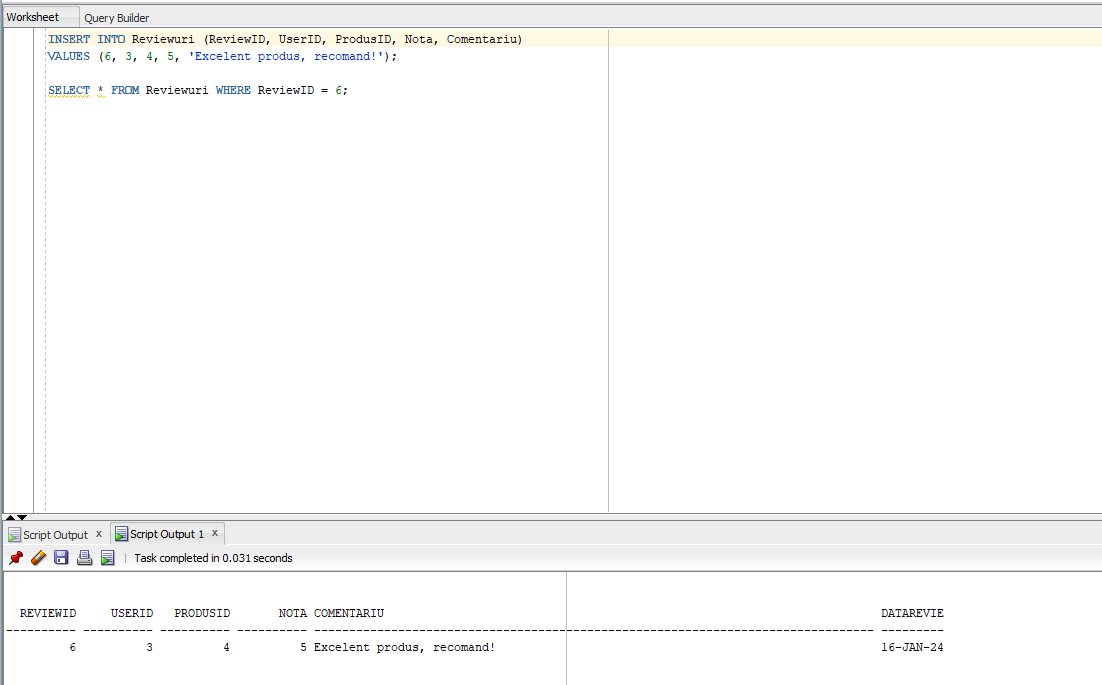 Worksheet Query Builder
INSERT INTO Reviewuri (ReviewID, UserID, ProdusID, Nota, Comentariu)
VALUES (6, 3, 4, 5, 'Excelent produs, recomand!');
SELECT * FROM Reviewuri WHERE ReviewID = 6;
Script Output x Script Output 1 x
Task completed in 0.031 seconds
REVIEWID USERID PRODUSID NOTA COMENTARIU DATAREVIE
---------- ---------- ---------- ---------- -------------------------------------------------------------------------------- ---------
6 3 4 5 Excelent produs, recomand! 16-JAN-24